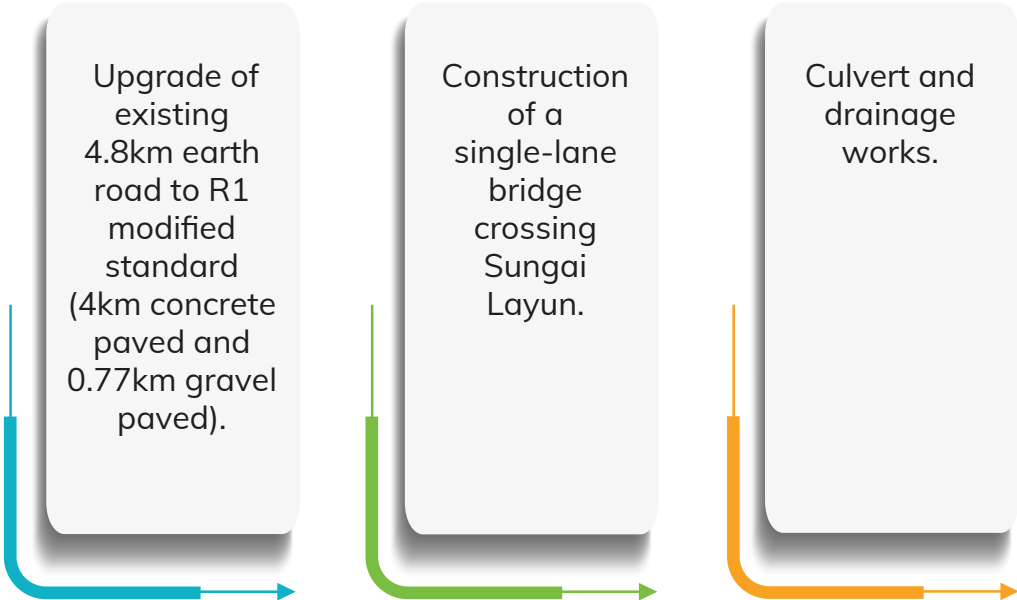 Upgrade of
existing
4.8km earth
road to R1
modified
standard
(4km concrete
paved and
0.77km gravel
paved).
Construction
of a
single-lane
bridge
crossing
Sungai
Layun.
Culvert and
drainage
works.